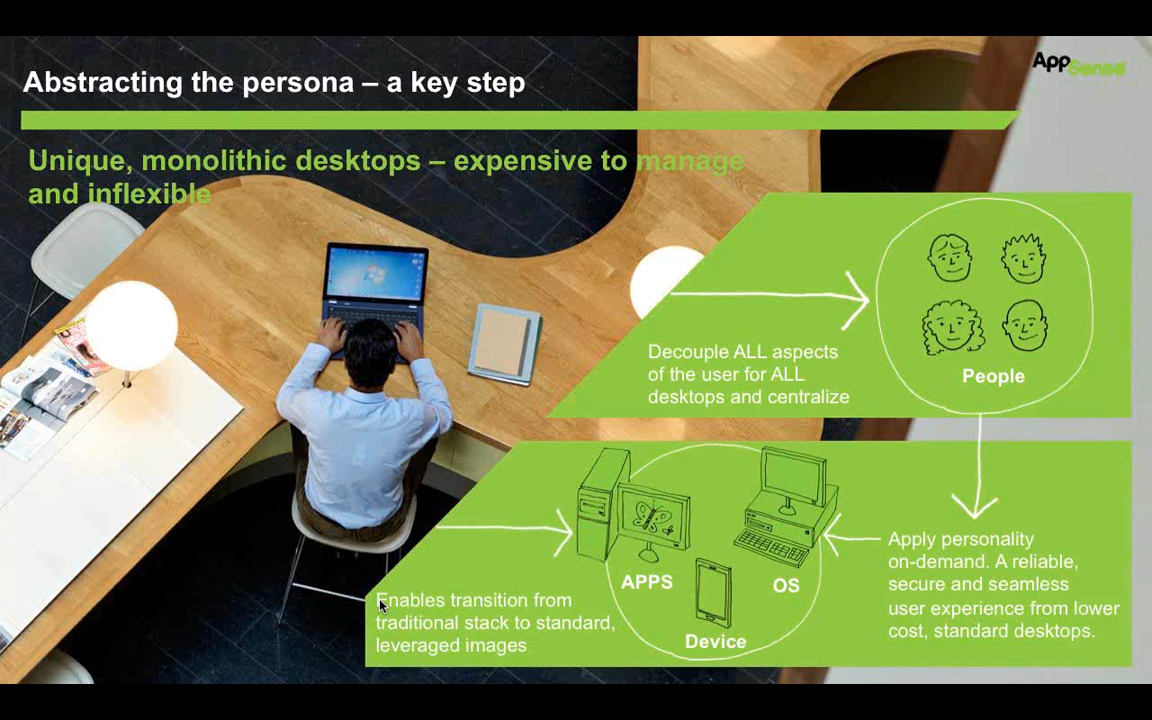 Abstracting the persona – a key step
App
Sense
Unique, monolithic desktops – expensive to manage
and inflexible
Decouple ALL aspects
of the user for ALL
desktops and centralize
People
Apply personality
on-demand. A reliable,
secure and seamless
user experience from lower
cost, standard desktops.
APPS
OS
Device
Enables transition from
traditional stack to standard,
leveraged images